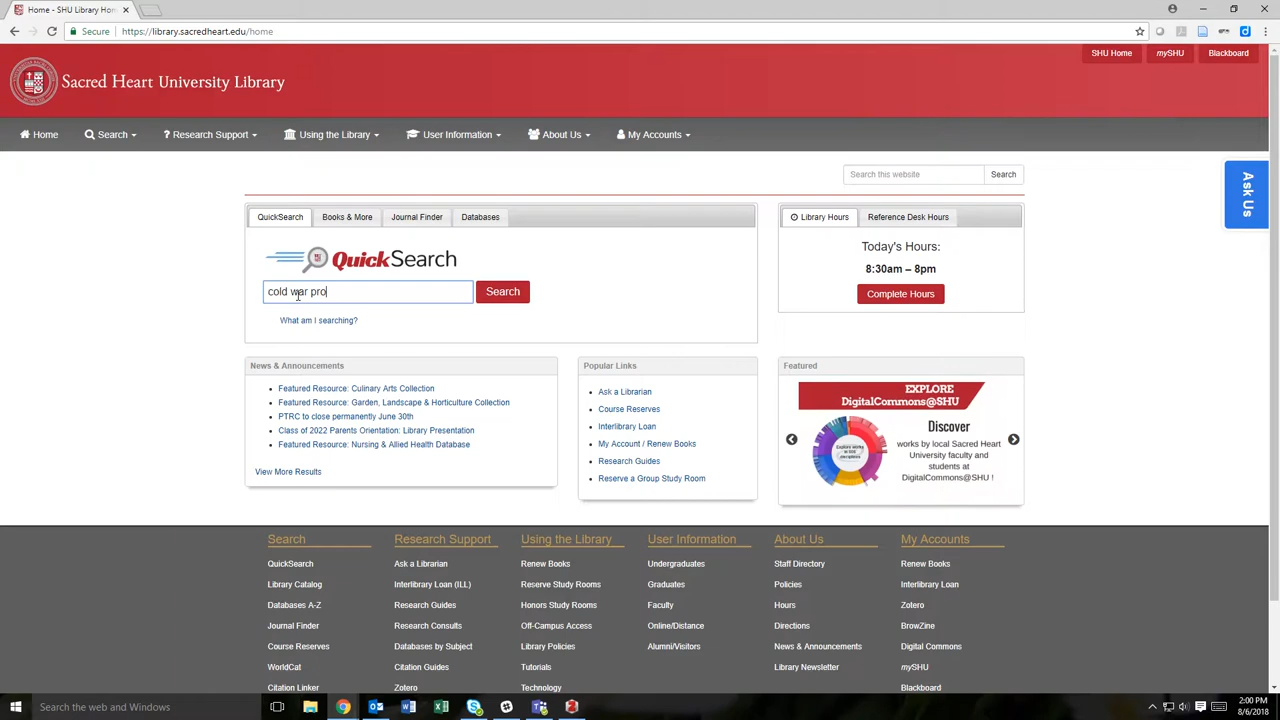 Home - SHU Library Home
Secure
https://library.sacredheart.edu/home
SHU Home
mySHU
Blackboard
Sacred Heart University Library
Home
Search
? Research Support
Using the Library
User Information
About Us
My Accounts
Search this website
Search
Ask Us
QuickSearch
Books & More
Journal Finder
Databases
Library Hours
Reference Desk Hours
QuickSearch
Today's Hours:
8:30am – 8pm
cold war pro
Search
Complete Hours
What am I searching?
News & Announcements
Featured Resource: Culinary Arts Collection
Featured Resource: Garden, Landscape & Horticulture Collection
PTRC to close permanently June 30th
Class of 2022 Parents Orientation: Library Presentation
Featured Resource: Nursing & Allied Health Database
View More Results
Popular Links
Ask a Librarian
Course Reserves
Interlibrary Loan
My Account / Renew Books
Research Guides
Reserve a Group Study Room
Featured
EXPLORE
DigitalCommons@SHU
Discover
works by local Sacred Heart
University faculty and
students at
DigitalCommons@SHU !
Search
QuickSearch
Library Catalog
Databases A-Z
Journal Finder
Course Reserves
WorldCat
Citation Linker
Research Support
Ask a Librarian
Interlibrary Loan (ILL)
Research Guides
Research Consults
Databases by Subject
Citation Guides
Zotero
Using the Library
Renew Books
Reserve Study Rooms
Honors Study Rooms
Off-Campus Access
Library Policies
Tutorials
Technology
User Information
Undergraduates
Graduates
Faculty
Online/Distance
Alumni/Visitors
About Us
Staff Directory
Policies
Hours
Directions
News & Announcements
Library Newsletter
My Accounts
Renew Books
Interlibrary Loan
Zotero
BrowZine
Digital Commons
mySHU
Blackboard
Search the web and Windows
2:00 PM
8/6/2018